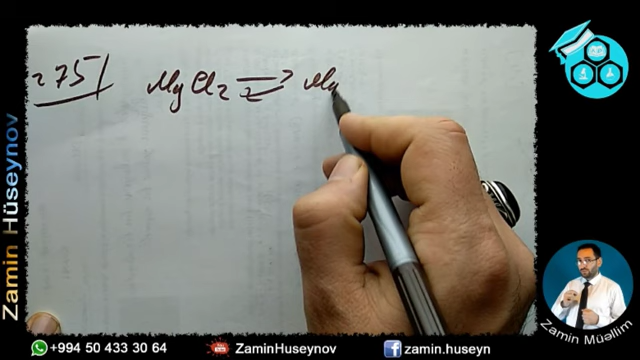 275
MgCl2 ⇄ Mg
Zamin Hüseynov
Zamin Müəllim
+994 50 433 30 64
ZaminHuseynov
zamin.huseyn